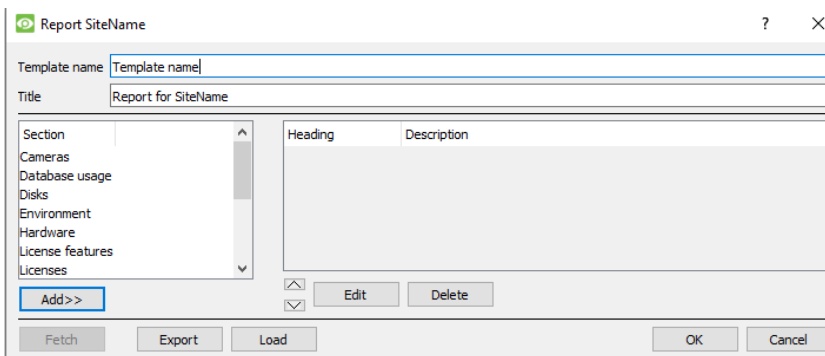 Report SiteName ?
Template name Template name
Title Report for SiteName
Section Heading Description
Cameras
Database usage
Disks
Environment
Hardware
License features
Licenses
Add>> Edit Delete
Fetch Export Load OK Cancel